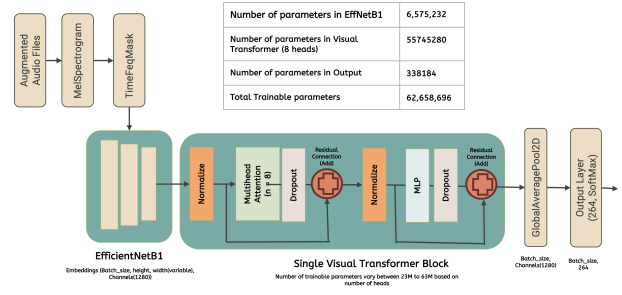 Augmented
Audio Files
MelSpectrogram
TimeFeqMask
Number of parameters in EffNetB1 6,575,232
Number of parameters in Visual
Transformer (8 heads) 55745280
Number of parameters in Output 338184
Total Trainable parameters 62,658,696
Normalize
Multihead
Attention
(n - 8)
Dropout
Residual
Connection
(Add)
Normalize
MLP
Dropout
Residual
Connection
(Add)
GlobalAveragePool2D
Output Layer
(264, SoftMax)
EfficientNetB1
Embeddings (Batch_size, height, width(variable),
Channels(1280))
Single Visual Transformer Block
Number of trainable parameters vary between 23M to 63M based on
number of heads
Batch_size,
Channels(1280)
Batch_size,
264